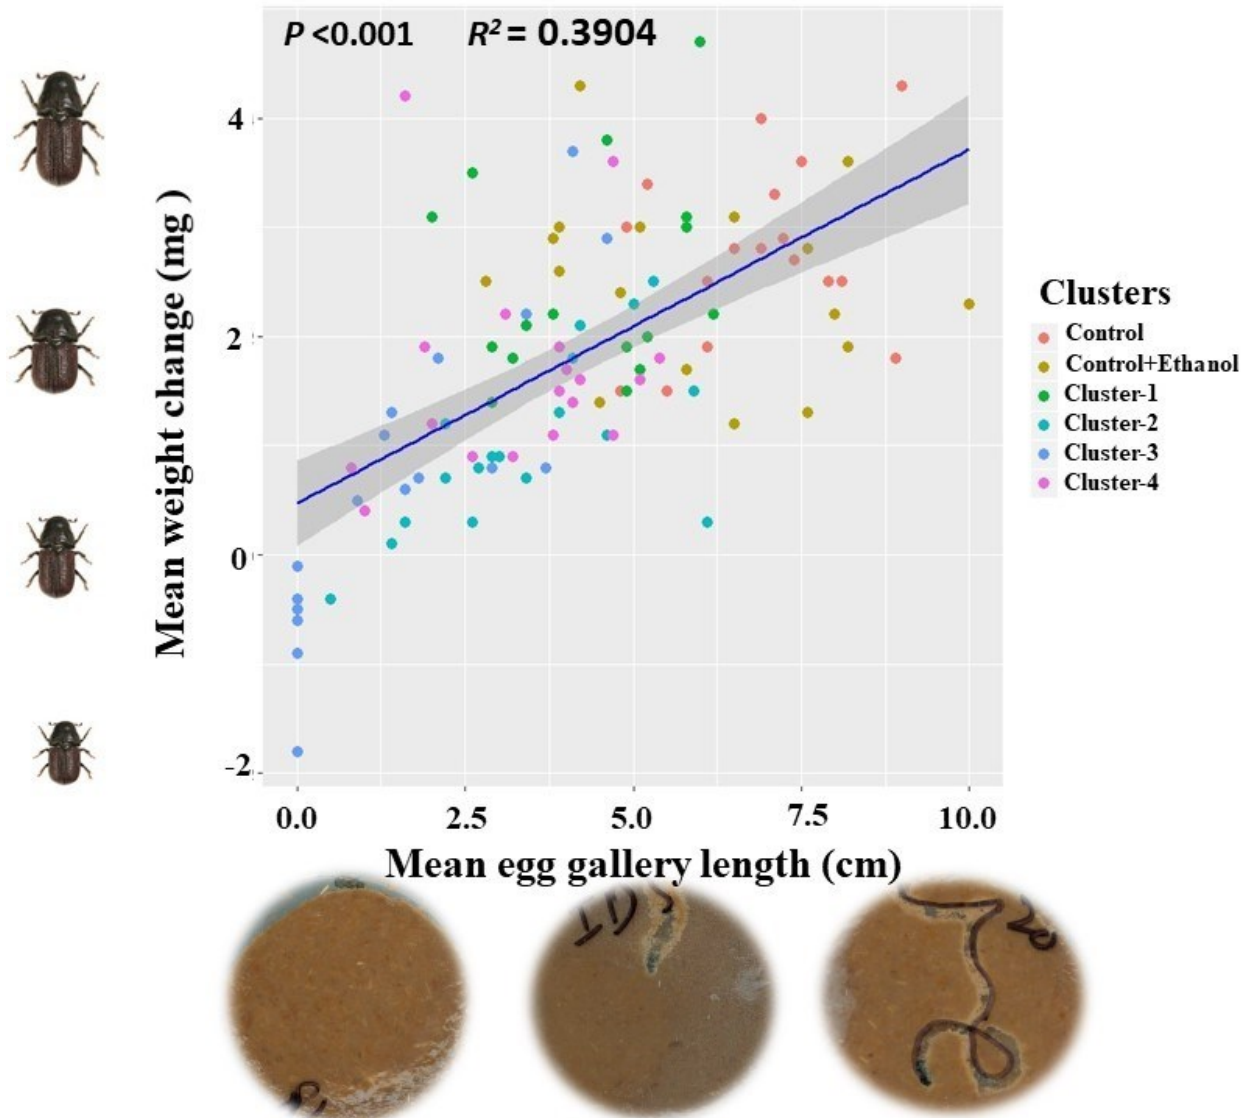 P <0.001 R² = 0.3904
Mean weight change (mg)
4
2
0
-2
0.0 2.5 5.0 7.5 10.0
Mean egg gallery length (cm)
Clusters
Control
Control+Ethanol
Cluster-1
Cluster-2
Cluster-3
Cluster-4